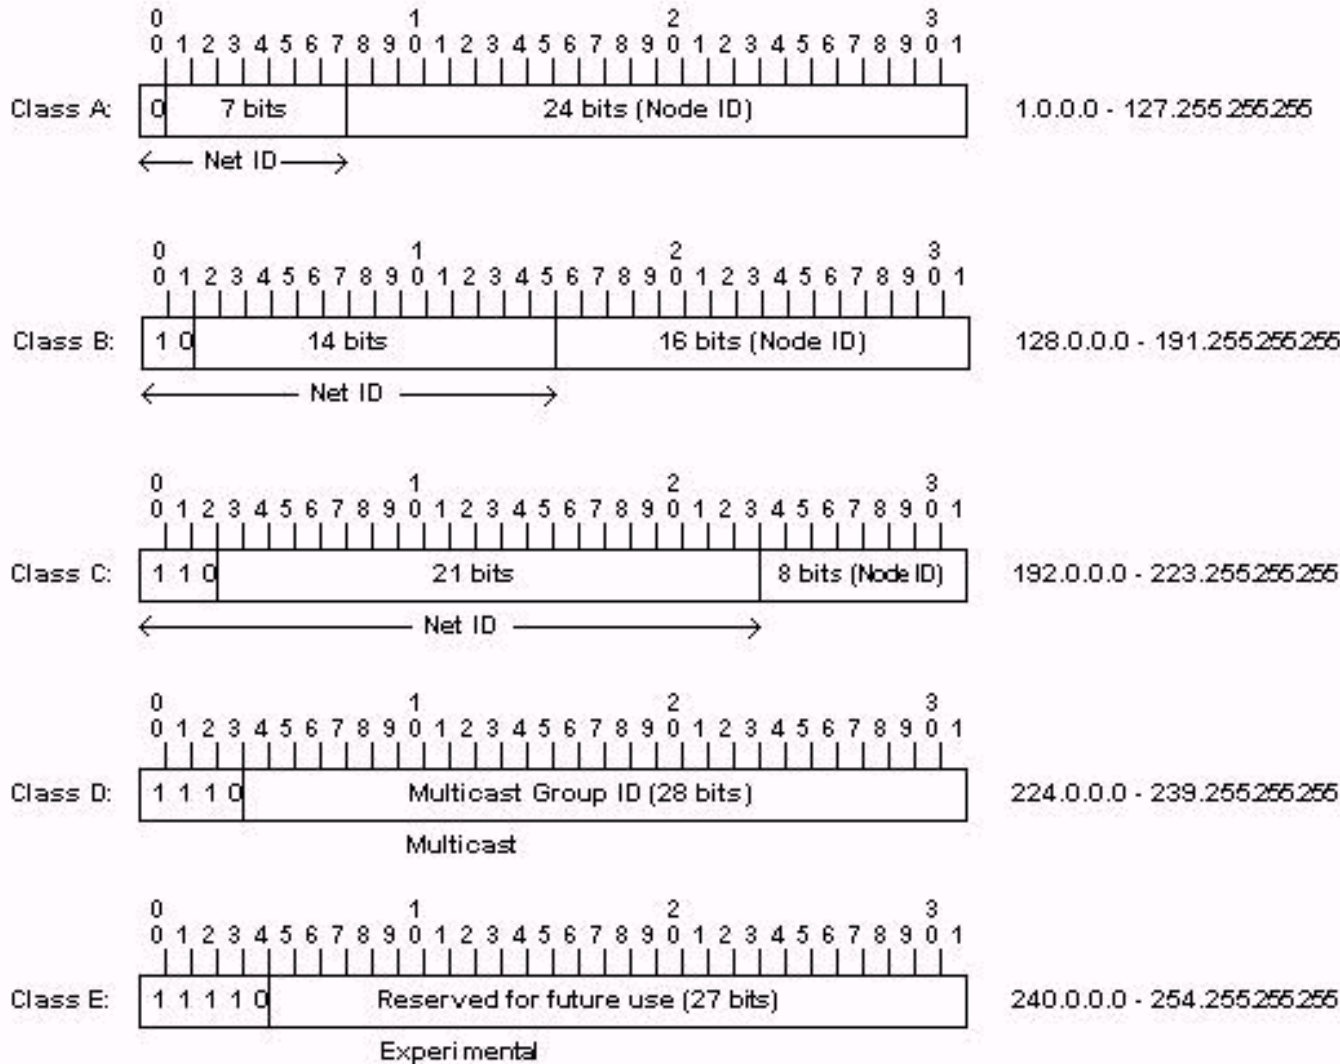 0 1 2 3
0 1 2 3 4 5 6 7 8 9 0 1 2 3 4 5 6 7 8 9 0 1 2 3 4 5 6 7 8 9 0 1
Class A: 0 7 bits 24 bits (Node ID) 1.0.0.0 - 127.255.255.255
Net ID
0 1 2 3
0 1 2 3 4 5 6 7 8 9 0 1 2 3 4 5 6 7 8 9 0 1 2 3 4 5 6 7 8 9 0 1
Class B: 1 0 14 bits 16 bits (Node ID) 128.0.0.0 - 191.255.255.255
Net ID
0 1 2 3
0 1 2 3 4 5 6 7 8 9 0 1 2 3 4 5 6 7 8 9 0 1 2 3 4 5 6 7 8 9 0 1
Class C: 1 1 0 21 bits 8 bits (Node ID) 192.0.0.0 - 223.255.255.255
Net ID
0 1 2 3
0 1 2 3 4 5 6 7 8 9 0 1 2 3 4 5 6 7 8 9 0 1 2 3 4 5 6 7 8 9 0 1
Class D: 1 1 1 0 Multicast Group ID (28 bits) 224.0.0.0 - 239.255.255.255
Multicast
0 1 2 3
0 1 2 3 4 5 6 7 8 9 0 1 2 3 4 5 6 7 8 9 0 1 2 3 4 5 6 7 8 9 0 1
Class E: 1 1 1 1 0 Reserved for future use (27 bits) 240.0.0.0 - 254.255.255.255
Experimental